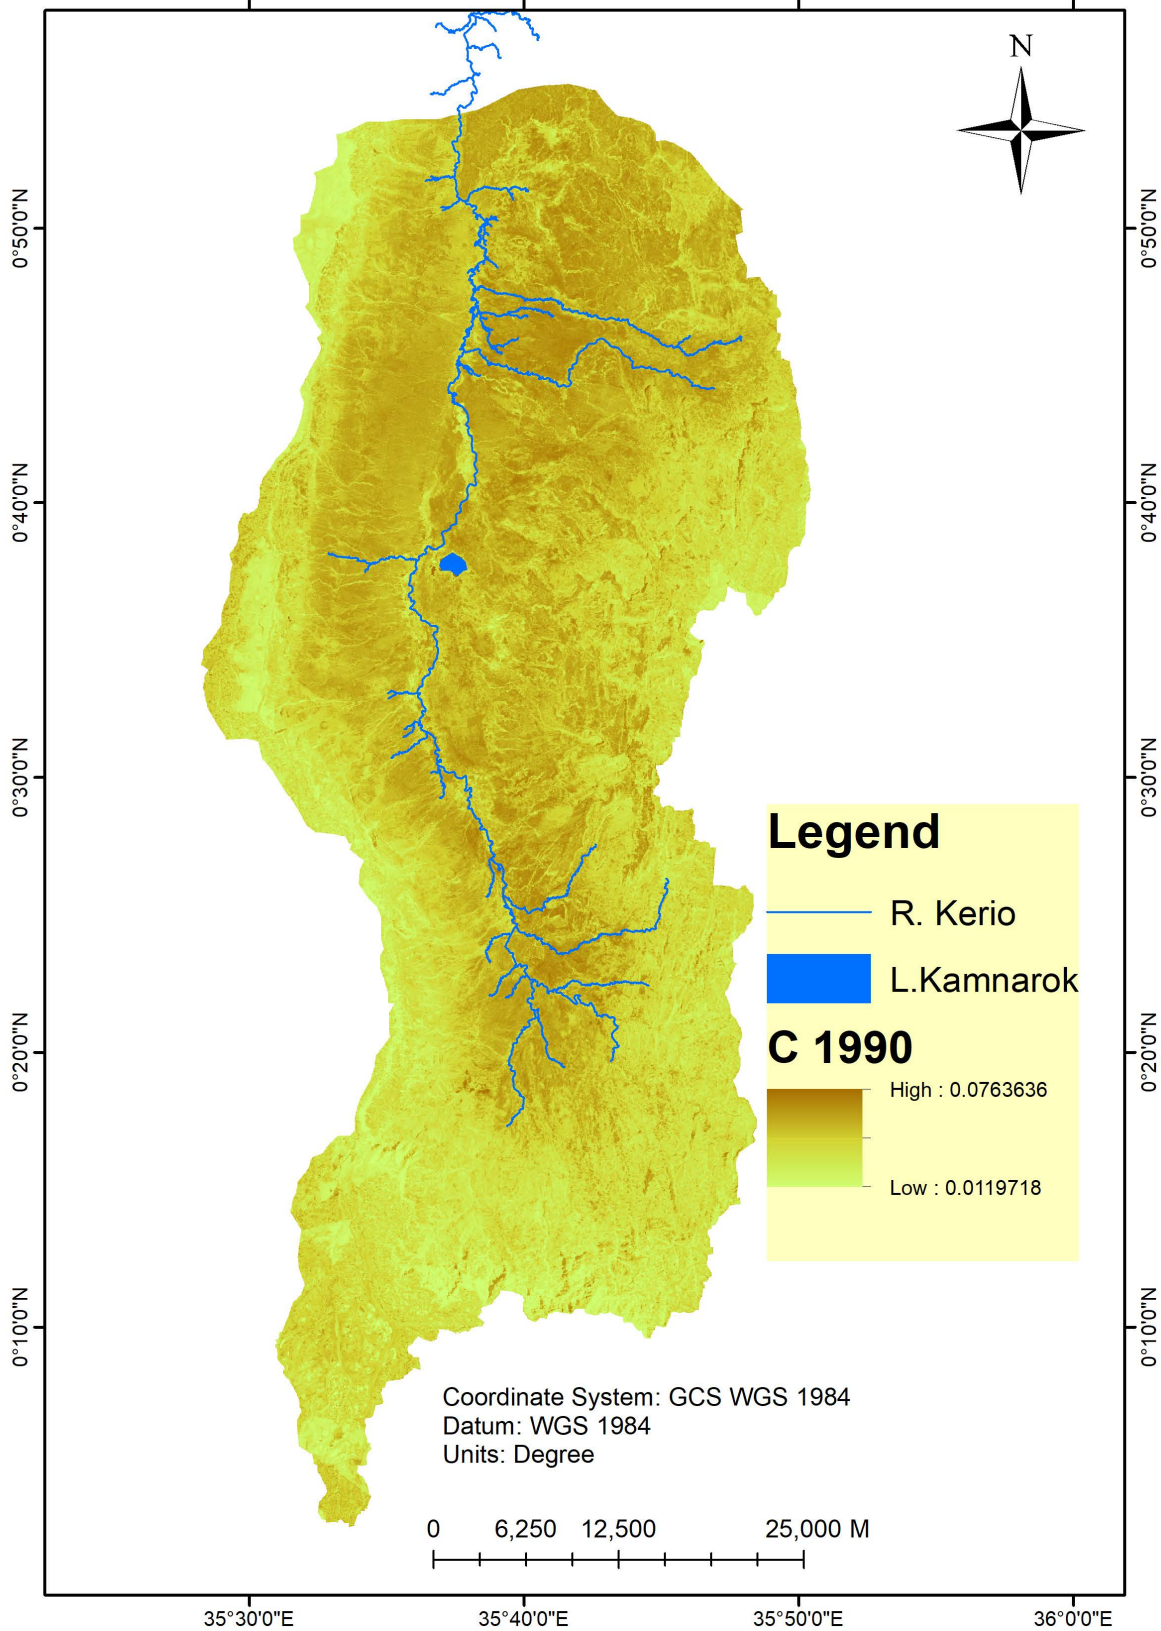 N
0°50'0"N
0°50'0"N
0°40'0"N
0°40'0"N
0°30'0"N
0°30'0"N
Legend
R. Kerio
L.Kamnarok
C 1990
High : 0.0763636
Low : 0.0119718
0°20'0"N
0°20'0"N
0°10'0"N
0°10'0"N
Coordinate System: GCS WGS 1984
Datum: WGS 1984
Units: Degree
0 6,250 12,500 25,000 M
35°30'0"E 35°40'0"E 35°50'0"E 36°0'0"E